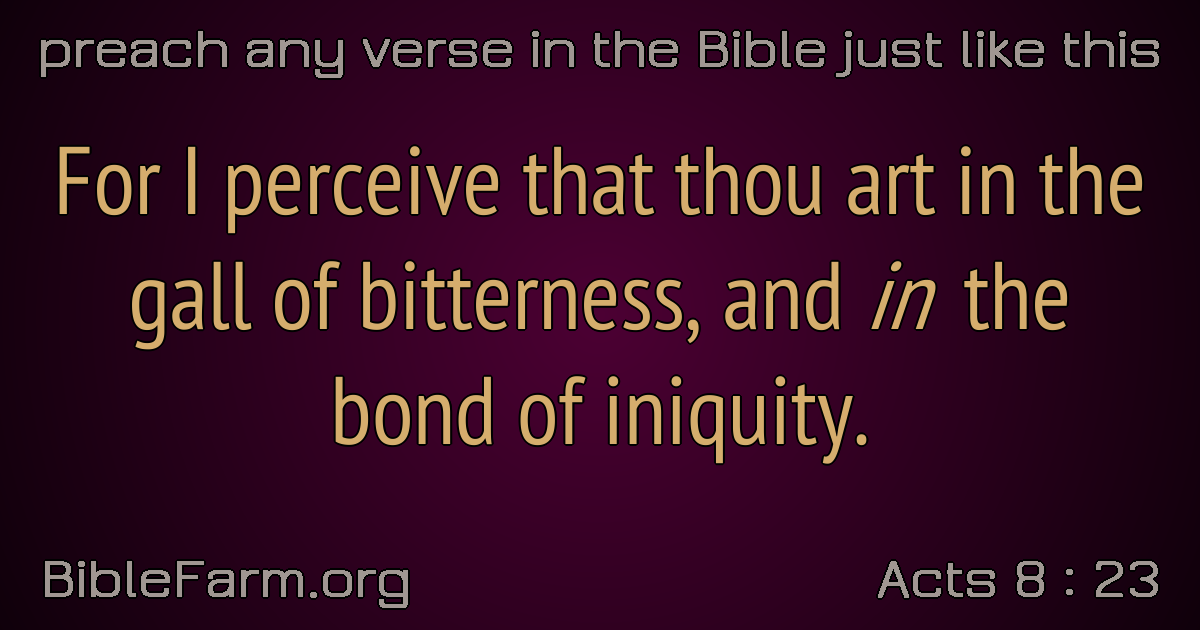 preach any verse in the Bible just like this
For I perceive that thou art in the
gall of bitterness, and in the
bond of iniquity.
BibleFarm.org
Acts 8 : 23